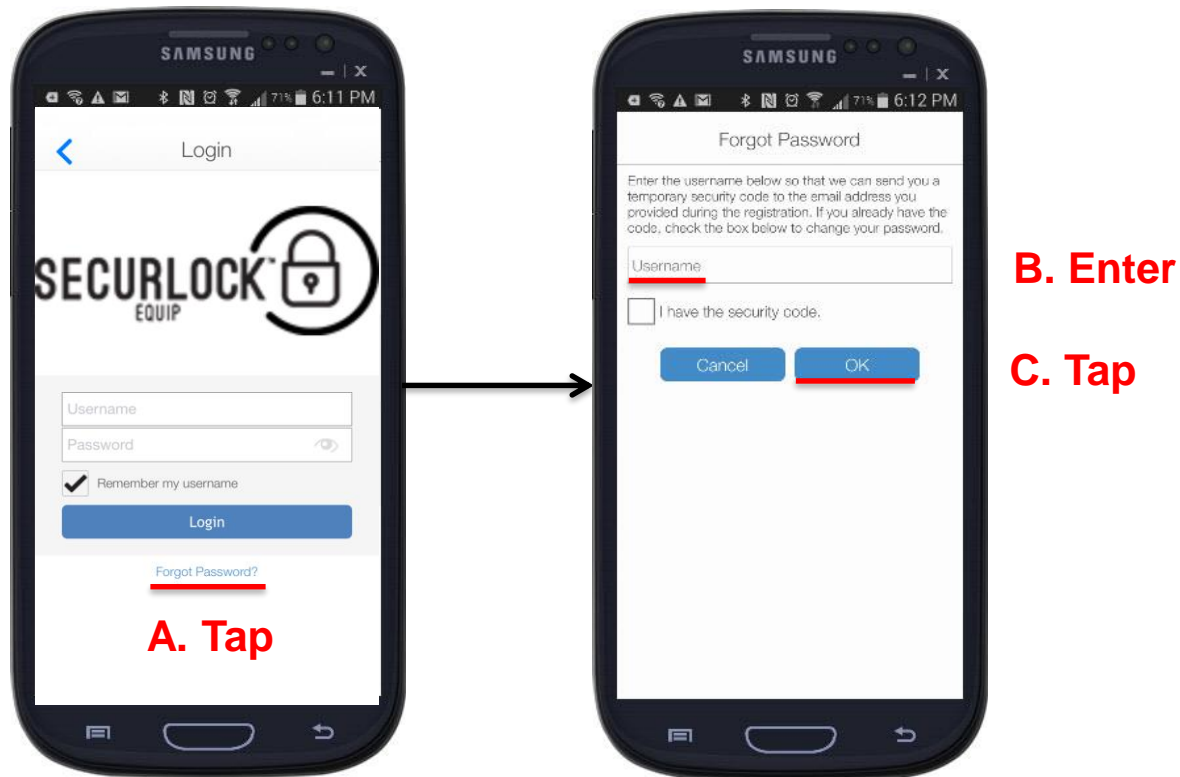 SAMSUNG
– | X
71% 6:11 PM
Login
SECURLOCK™
EQUIP
Username
Password
Remember my username
Login
Forgot Password?
A. Tap
SAMSUNG
– | X
71% 6:12 PM
Forgot Password
Enter the username below so that we can send you a
temporary security code to the email address you
provided during the registration. If you already have the
code, check the box below to change your password.
Username
I have the security code.
Cancel
OK
B. Enter
C. Tap